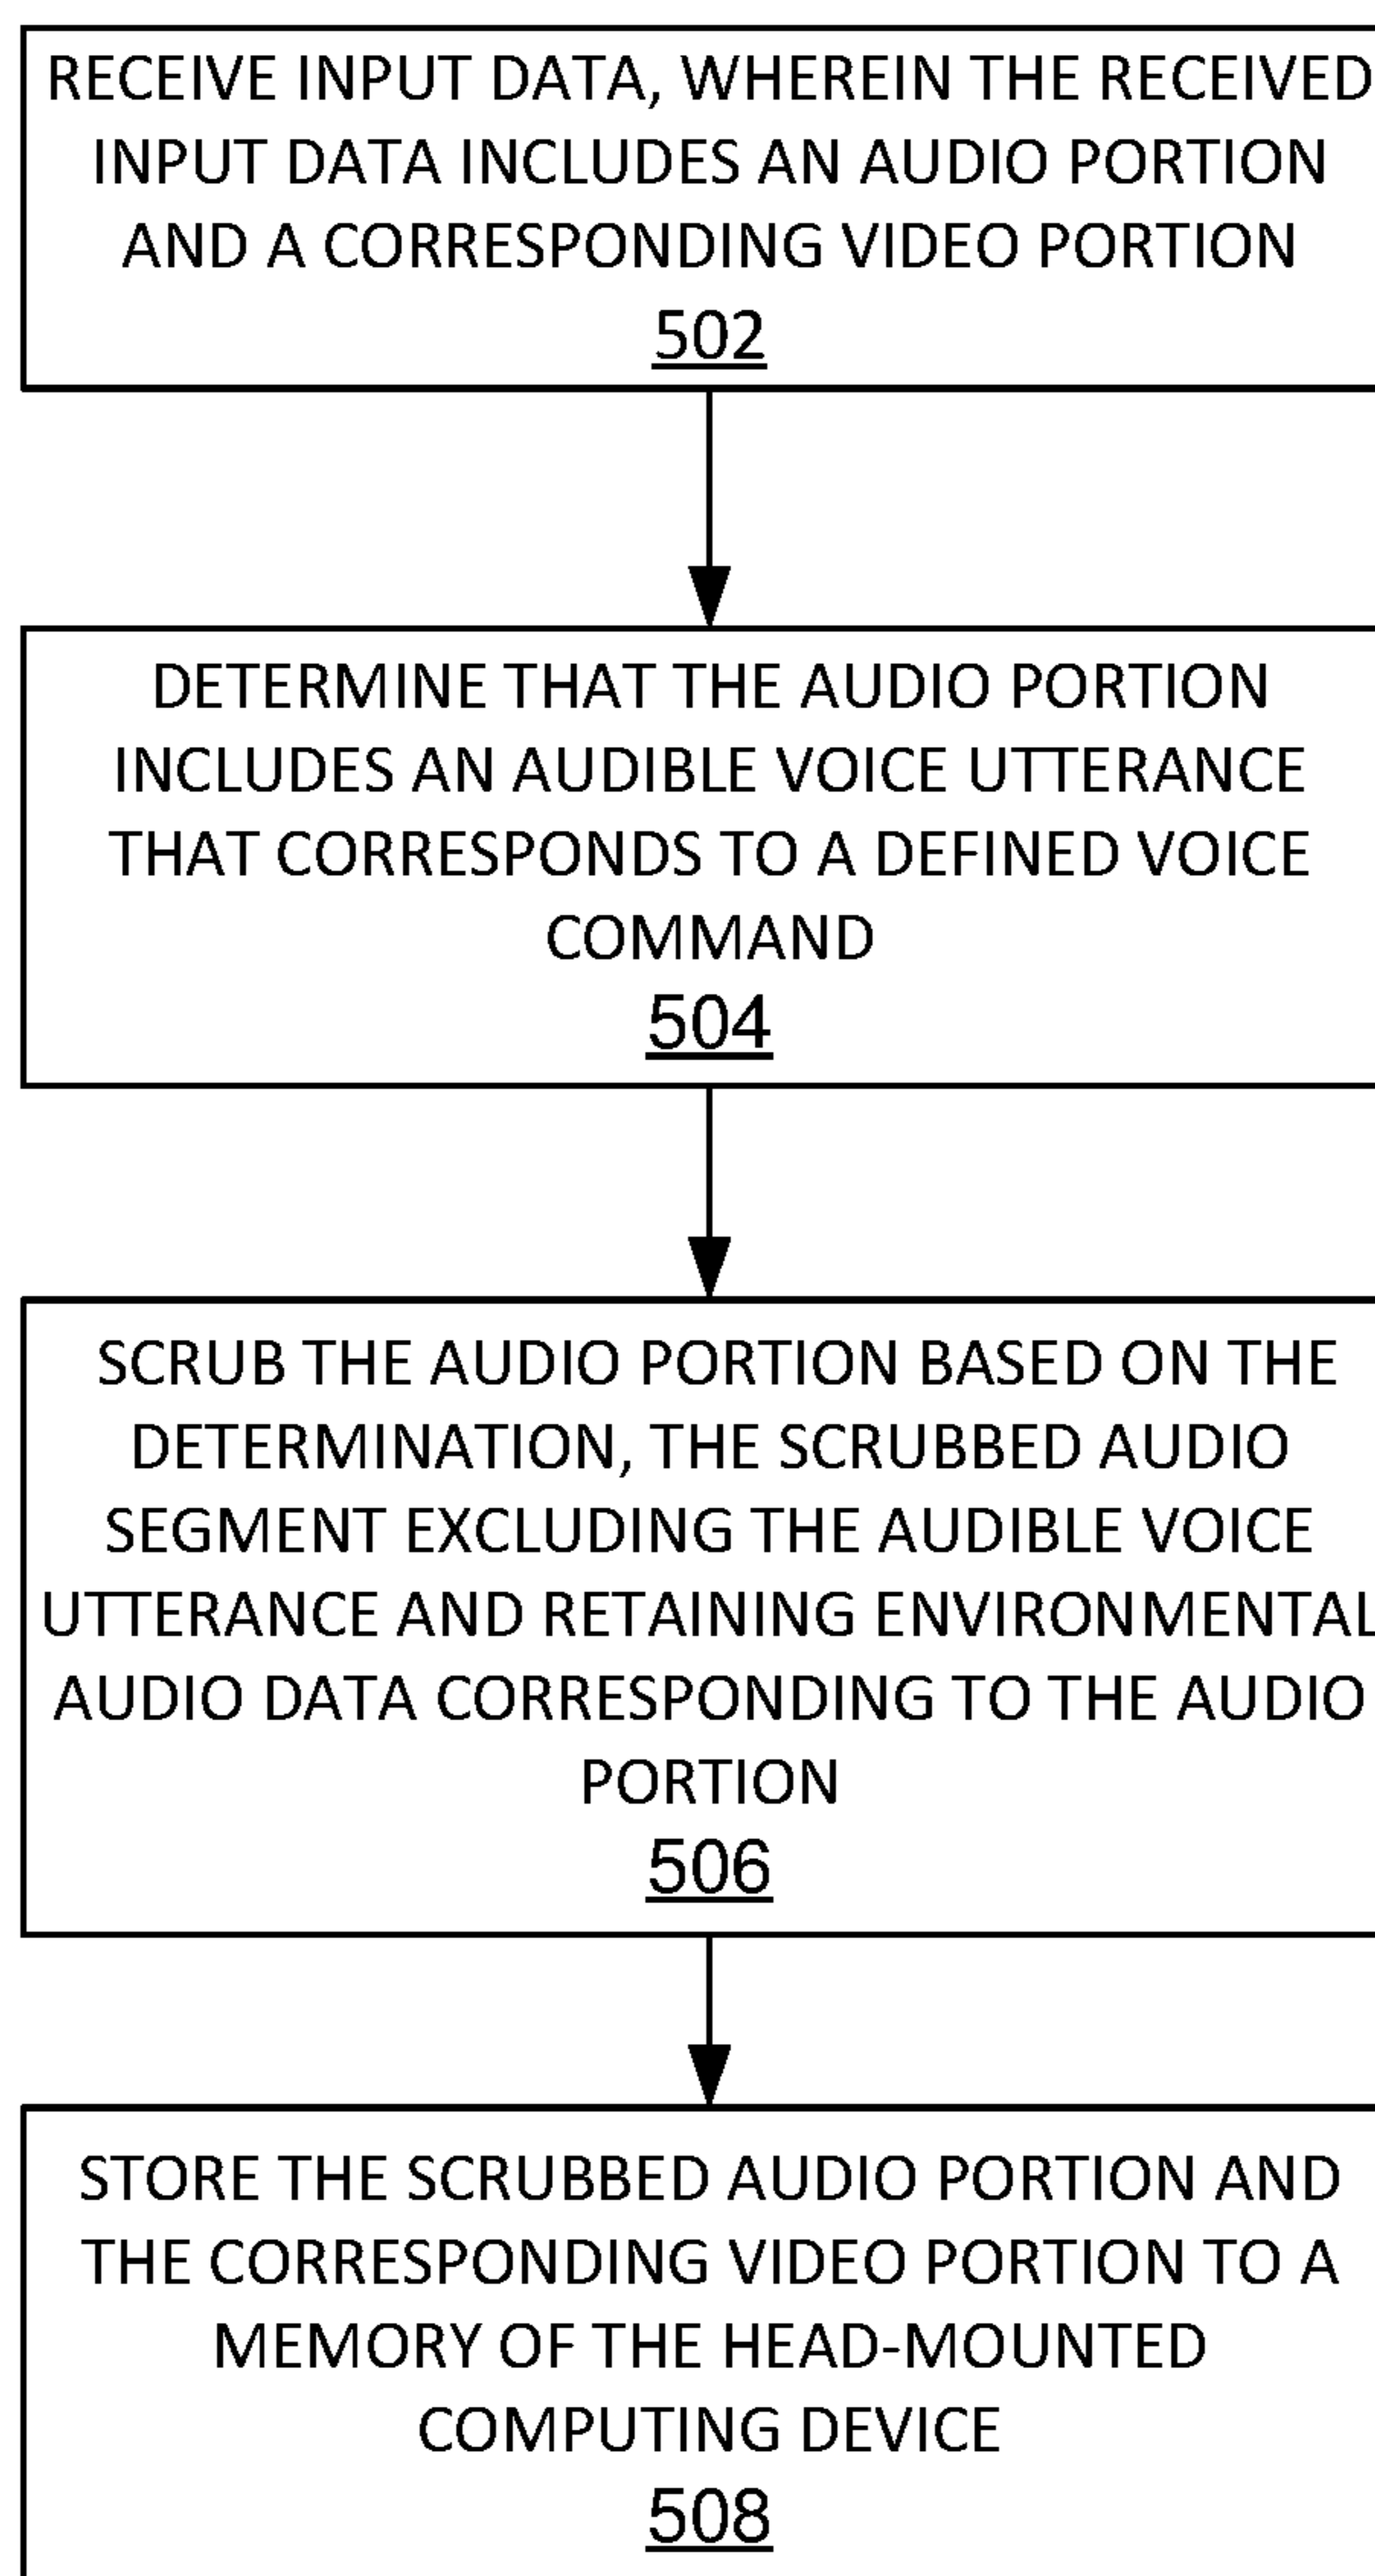 RECEIVE INPUT DATA, WHEREIN THE RECEIVED
INPUT DATA INCLUDES AN AUDIO PORTION
AND A CORRESPONDING VIDEO PORTION
502
DETERMINE THAT THE AUDIO PORTION
INCLUDES AN AUDIBLE VOICE UTTERANCE
THAT CORRESPONDS TO A DEFINED VOICE
COMMAND
504
SCRUB THE AUDIO PORTION BASED ON THE
DETERMINATION, THE SCRUBBED AUDIO
SEGMENT EXCLUDING THE AUDIBLE VOICE
UTTERANCE AND RETAINING ENVIRONMENTAL
AUDIO DATA CORRESPONDING TO THE AUDIO
PORTION
506
STORE THE SCRUBBED AUDIO PORTION AND
THE CORRESPONDING VIDEO PORTION TO A
MEMORY OF THE HEAD-MOUNTED
COMPUTING DEVICE
508